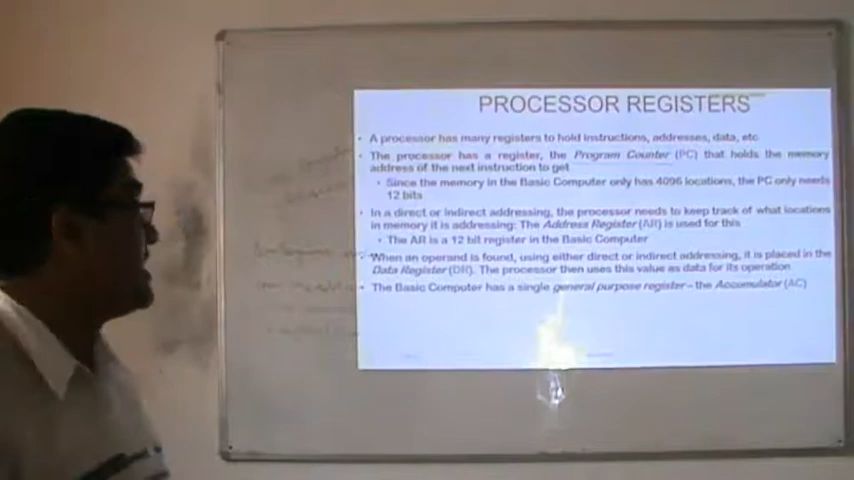 PROCESSOR REGISTERS
• A processor has many registers to hold instructions, addresses, data, etc
• The processor has a register, the Program Counter (PC) that holds the memory
address of the next instruction to get
• Since the memory in the Basic Computer only has 4096 locations, the PC only needs
12 bits
• In a direct or indirect addressing, the processor needs to keep track of what locations
in memory it is addressing: The Address Register (AR) is used for this
• The AR is a 12 bit register in the Basic Computer
• When an operand is found, using either direct or indirect addressing, it is placed in the
Data Register (DR). The processor then uses this value as data for its operation
• The Basic Computer has a single general purpose register – the Accumulator (AC)